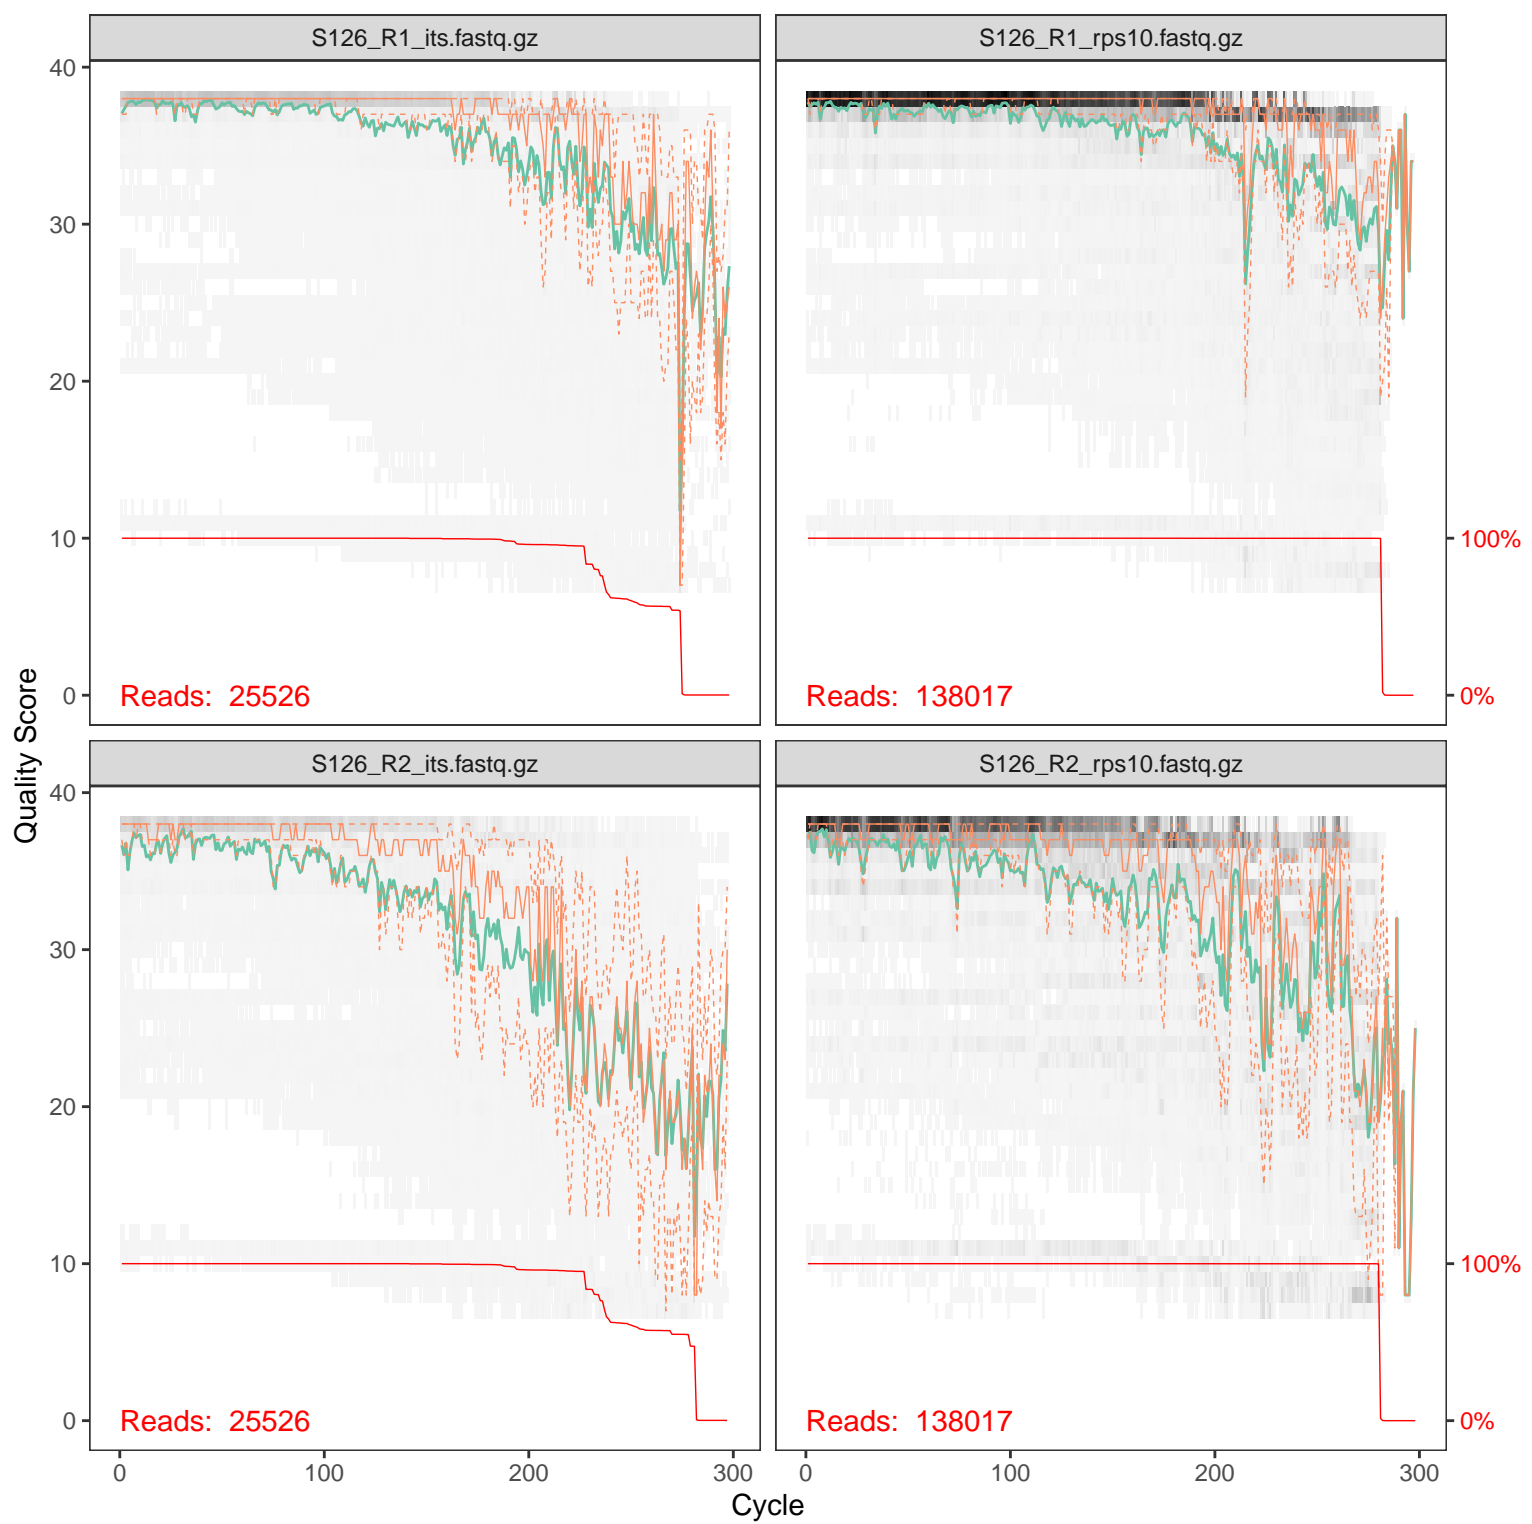 S126_R1_its.fastq.gz
S126_R1_rps10.fastq.gz
40
30
20
10
0
Reads: 25526
Reads: 138017
100%
0%
Quality Score
S126_R2_its.fastq.gz
S126_R2_rps10.fastq.gz
40
30
20
10
0
Reads: 25526
Reads: 138017
100%
0%
0 100 200 300
0 100 200 300
Cycle